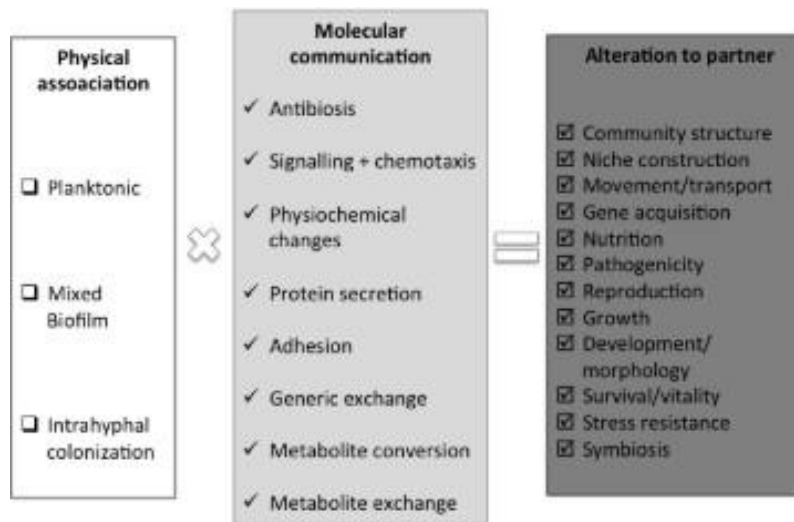 Physical
assoaciation
Planktonic
Mixed
Biofilm
Intrahyphal
colonization
Molecular
communication
Antibiosis
Signalling + chemotaxis
Physiochemical
changes
Protein secretion
Adhesion
Generic exchange
Metabolite conversion
Metabolite exchange
Alteration to partner
Community structure
Niche construction
Movement/transport
Gene acquisition
Nutrition
Pathogenicity
Reproduction
Growth
Development/
morphology
Survival/vitality
Stress resistance
Symbiosis